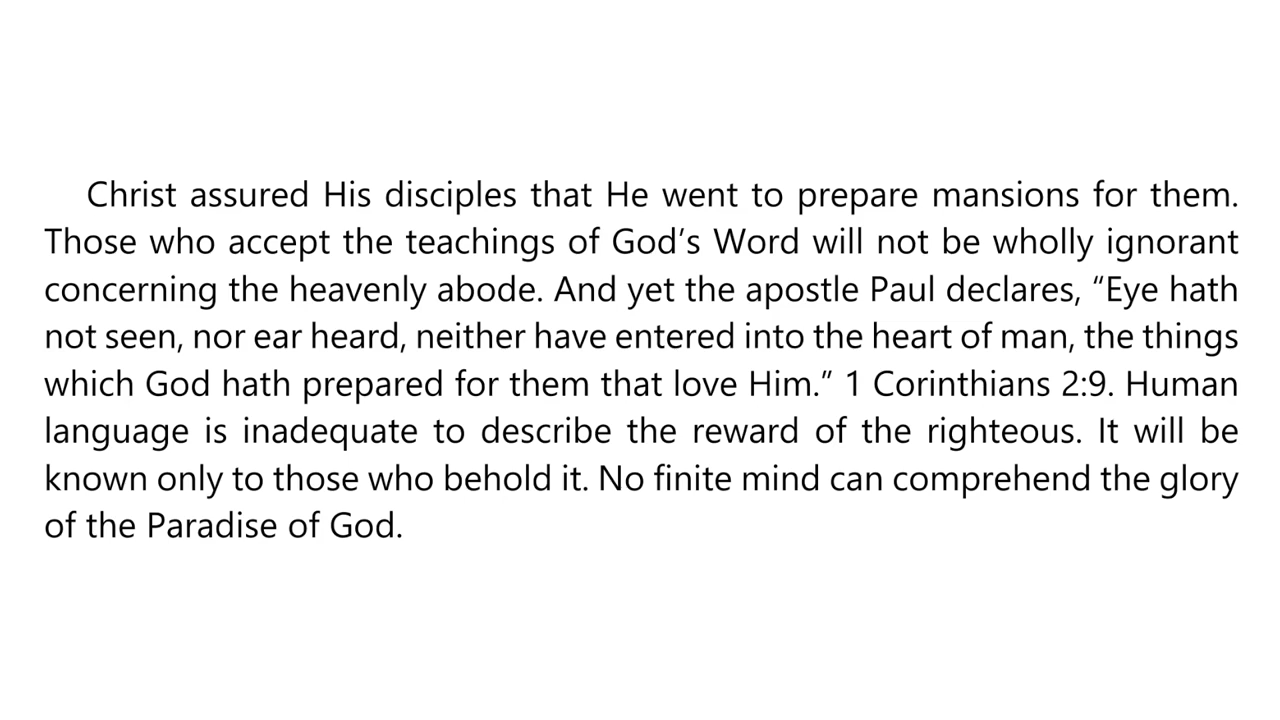 Christ assured His disciples that He went to prepare mansions for them.
Those who accept the teachings of God’s Word will not be wholly ignorant
concerning the heavenly abode. And yet the apostle Paul declares, “Eye hath
not seen, nor ear heard, neither have entered into the heart of man, the things
which God hath prepared for them that love Him.” 1 Corinthians 2:9. Human
language is inadequate to describe the reward of the righteous. It will be
known only to those who behold it. No finite mind can comprehend the glory
of the Paradise of God.